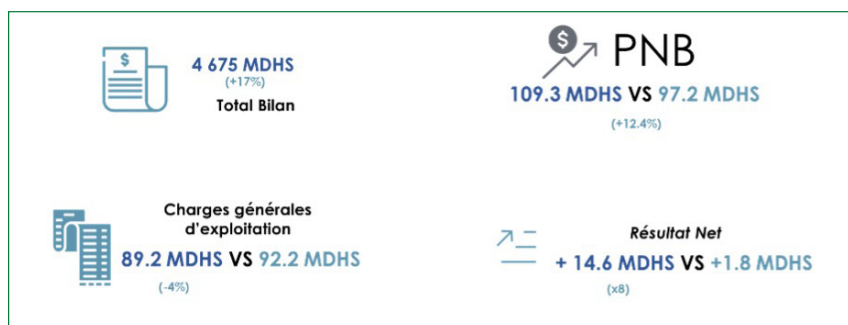 $
4 675 MDHS
(+17%)
Total Bilan
$
PNB
109.3 MDHS VS 97.2 MDHS
(+12.4%)
Charges générales
d'exploitation
89.2 MDHS VS 92.2 MDHS
(-4%)
Résultat Net
+ 14.6 MDHS VS +1.8 MDHS
(x8)